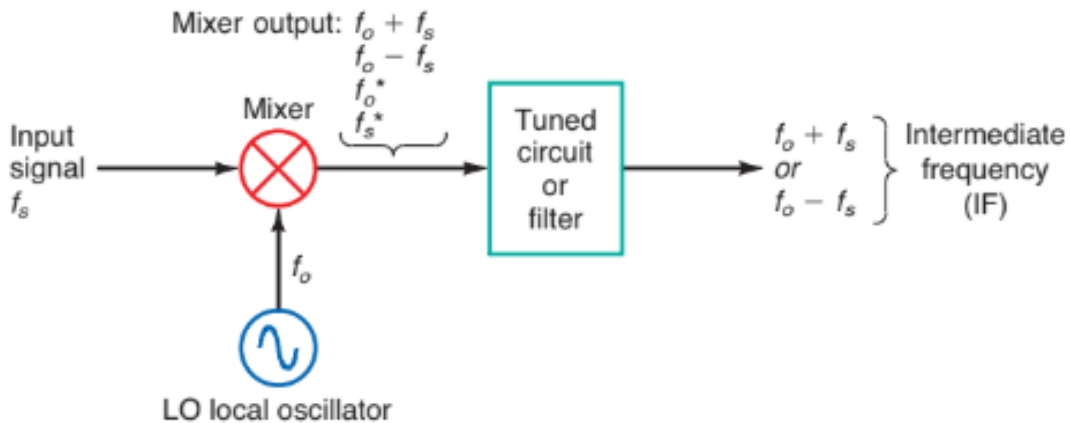 Mixer output: fₒ + fₛ
fₒ − fₛ
fₒ*
fₛ*
Mixer
Input
signal
fₛ
Tuned
circuit
or
filter
fₒ + fₛ
or
fₒ − fₛ
Intermediate
frequency
(IF)
fₒ
LO local oscillator